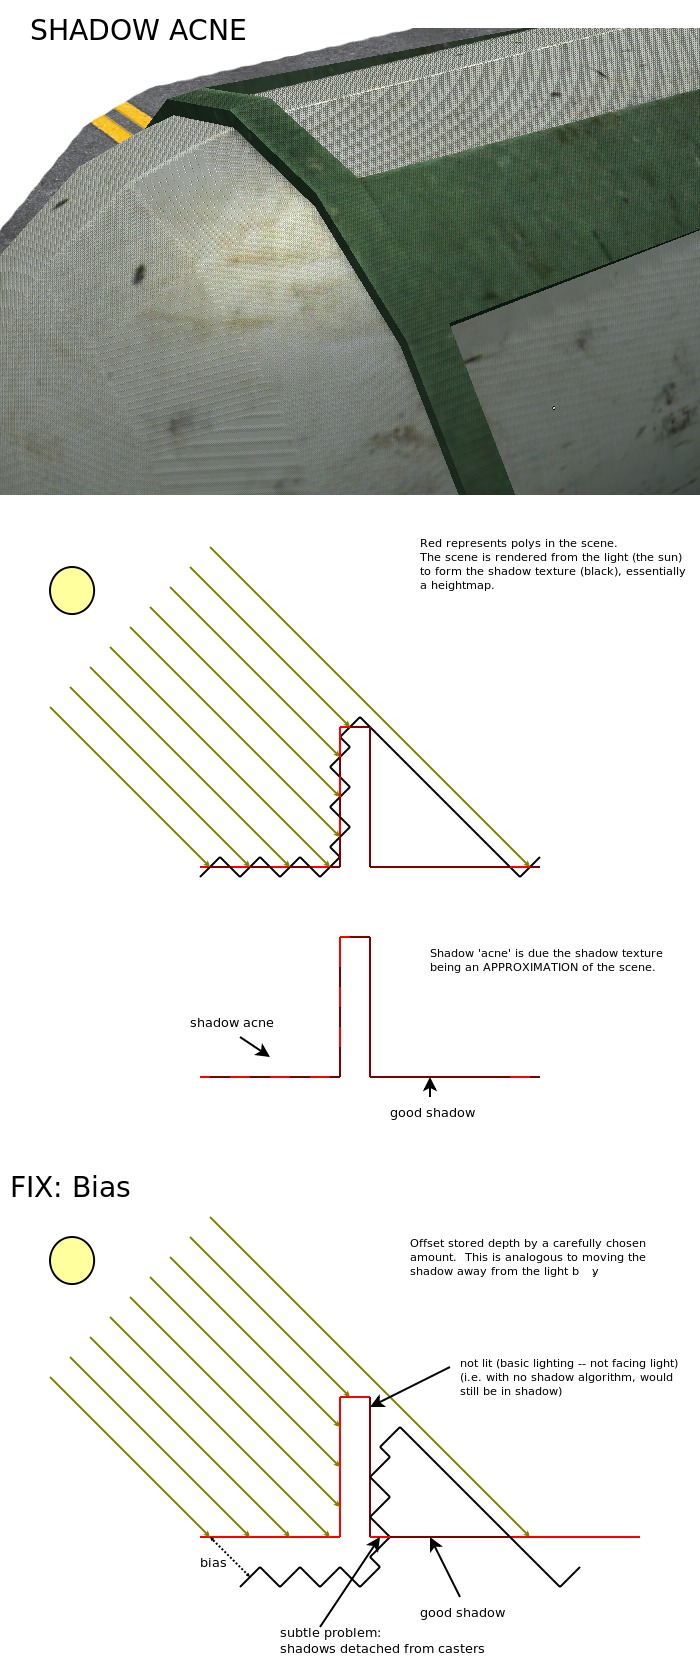 SHADOW ACNE
Red represents polys in the scene.
The scene is rendered from the light (the sun)
to form the shadow texture (black), essentially
a heightmap.
Shadow 'acne' is due the shadow texture
being an APPROXIMATION of the scene.
shadow acne
good shadow
FIX: Bias
Offset stored depth by a carefully chosen
amount.  This is analogous to moving the
shadow away from the light b y
not lit (basic lighting -- not facing light)
(i.e. with no shadow algorithm, would
still be in shadow)
bias
good shadow
subtle problem:
shadows detached from casters